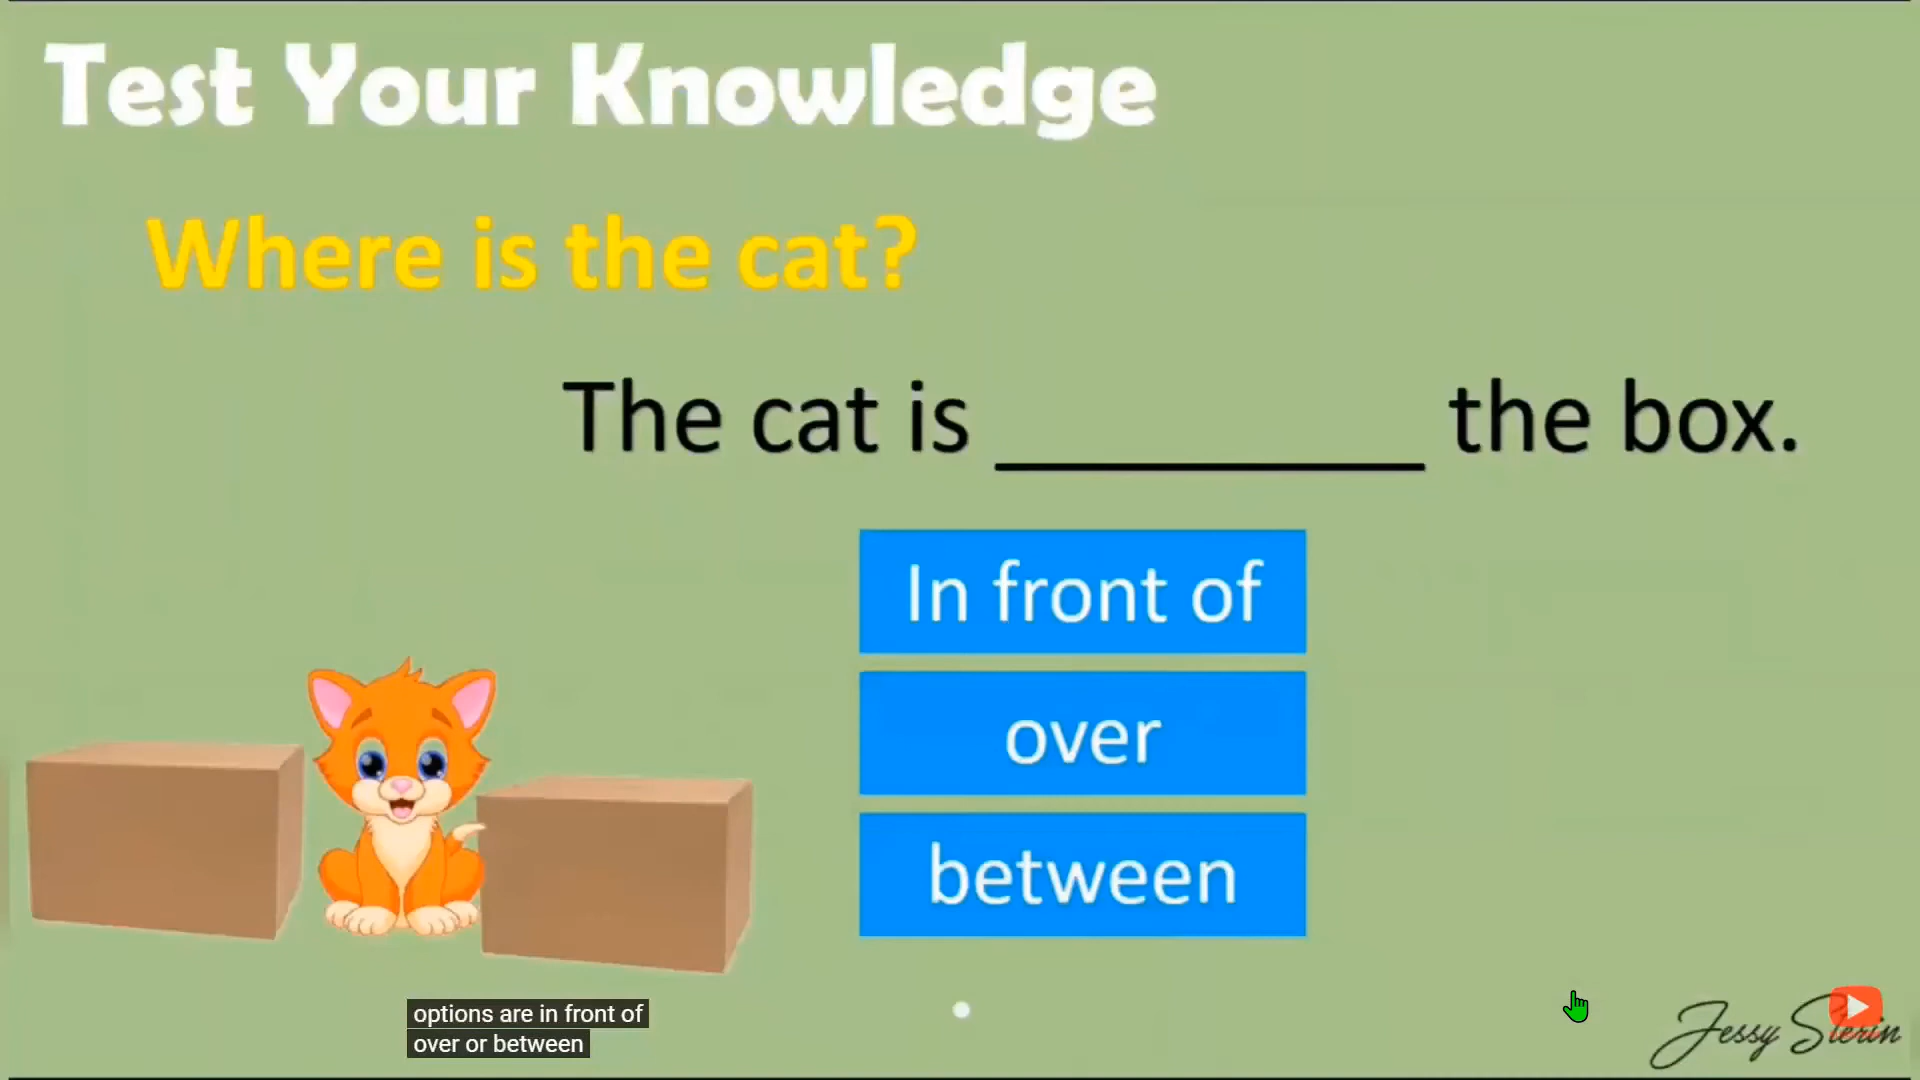 Test Your Knowledge
Where is the cat?
The cat is ________ the box.
In front of
over
between
options are in front of
over or between
Jessy Sterin